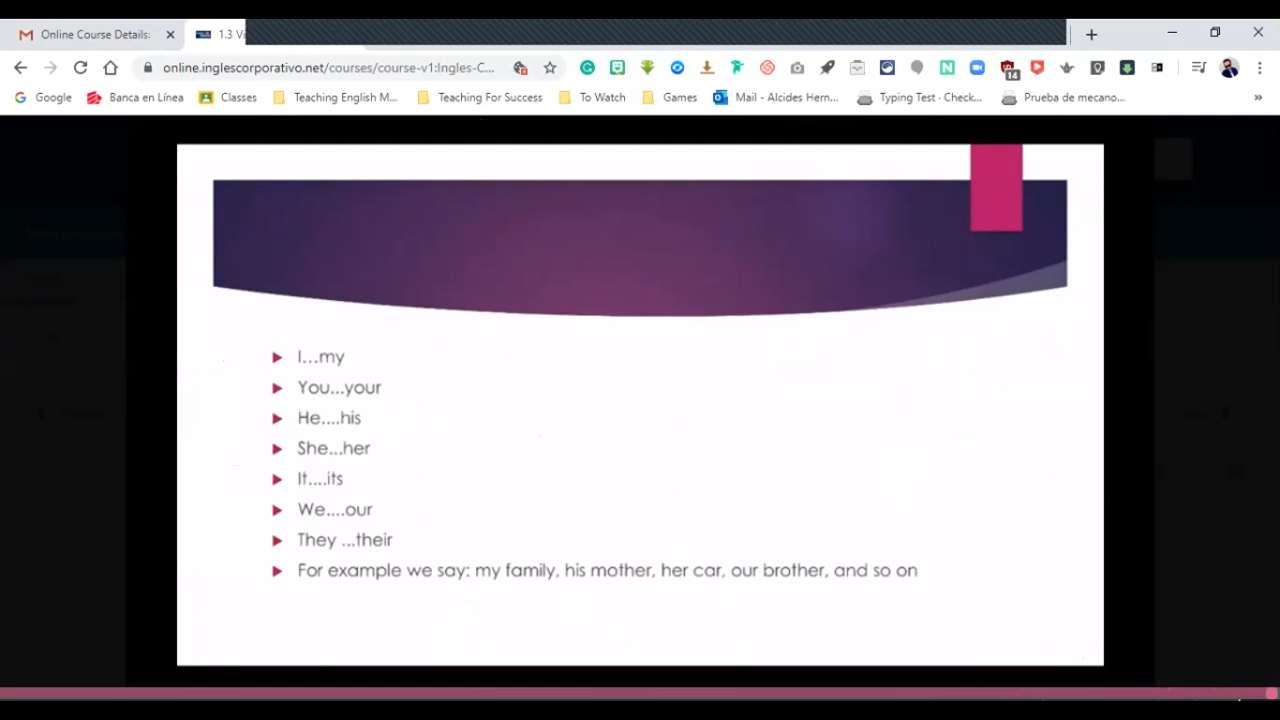 Online Course Details:
1.3 Vi
online.inglescorporativo.net/courses/course-v1:Ingles-C...
14
Google
Banca en Línea
Classes
Teaching English M...
Teaching For Success
To Watch
Games
Mail - Alcides Hern...
Typing Test · Check...
Prueba de mecano...
I...my
You...your
He....his
She...her
It....its
We....our
They ...their
For example we say: my family, his mother, her car, our brother, and so on